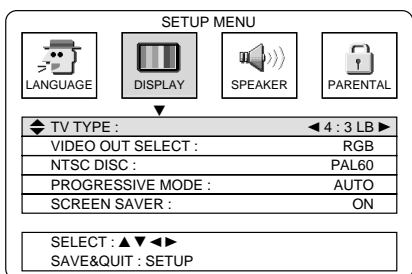 SETUP MENU
LANGUAGE DISPLAY SPEAKER PARENTAL
TV TYPE : ◀ 4 : 3 LB ▶
VIDEO OUT SELECT : RGB
NTSC DISC : PAL60
PROGRESSIVE MODE : AUTO
SCREEN SAVER : ON
SELECT : ▲ ▼ ◀ ▶
SAVE&QUIT : SETUP